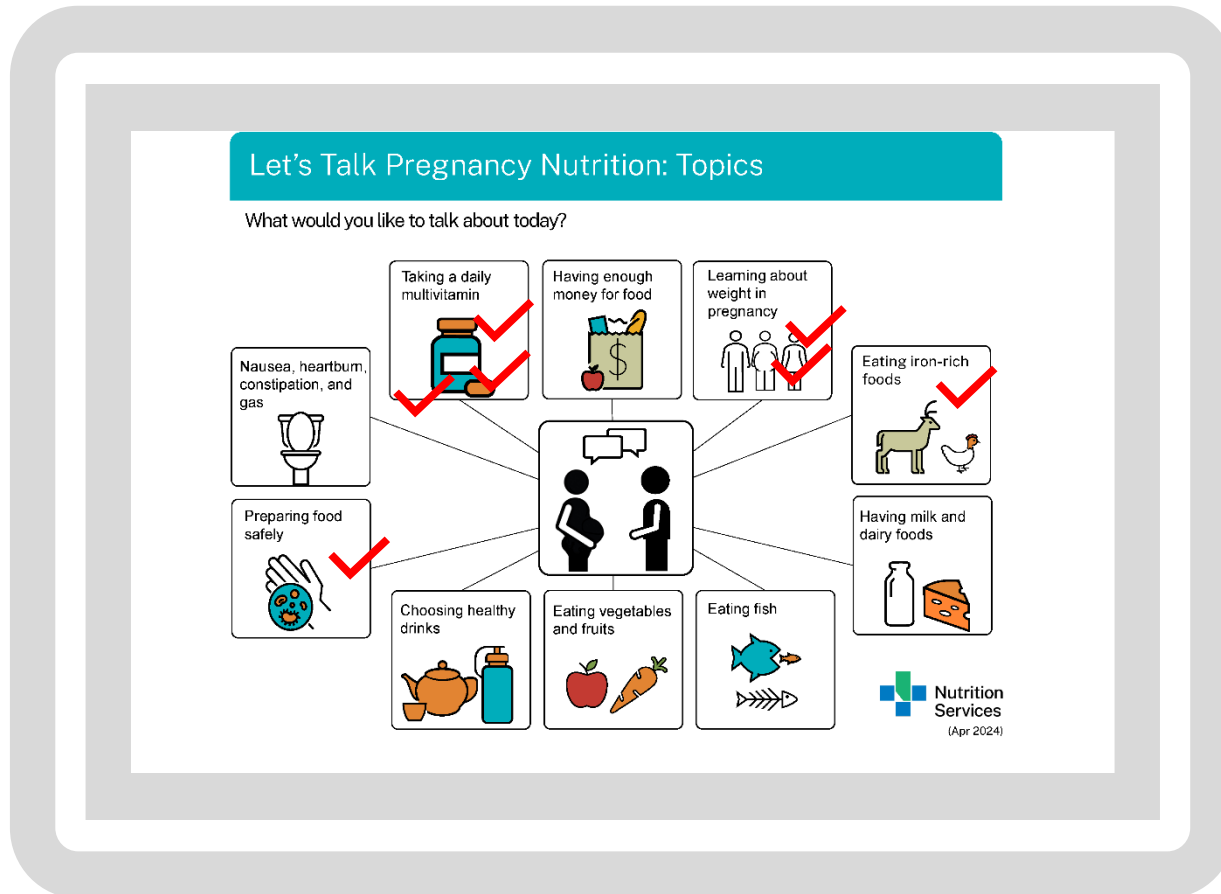 Let's Talk Pregnancy Nutrition: Topics
What would you like to talk about today?
Taking a daily
multivitamin
Having enough
money for food
$
Learning about
weight in
pregnancy
Nausea, heartburn,
constipation, and
gas
Eating iron-rich
foods
Preparing food
safely
Having milk and
dairy foods
Choosing healthy
drinks
Eating vegetables
and fruits
Eating fish
Nutrition
Services
(Apr 2024)